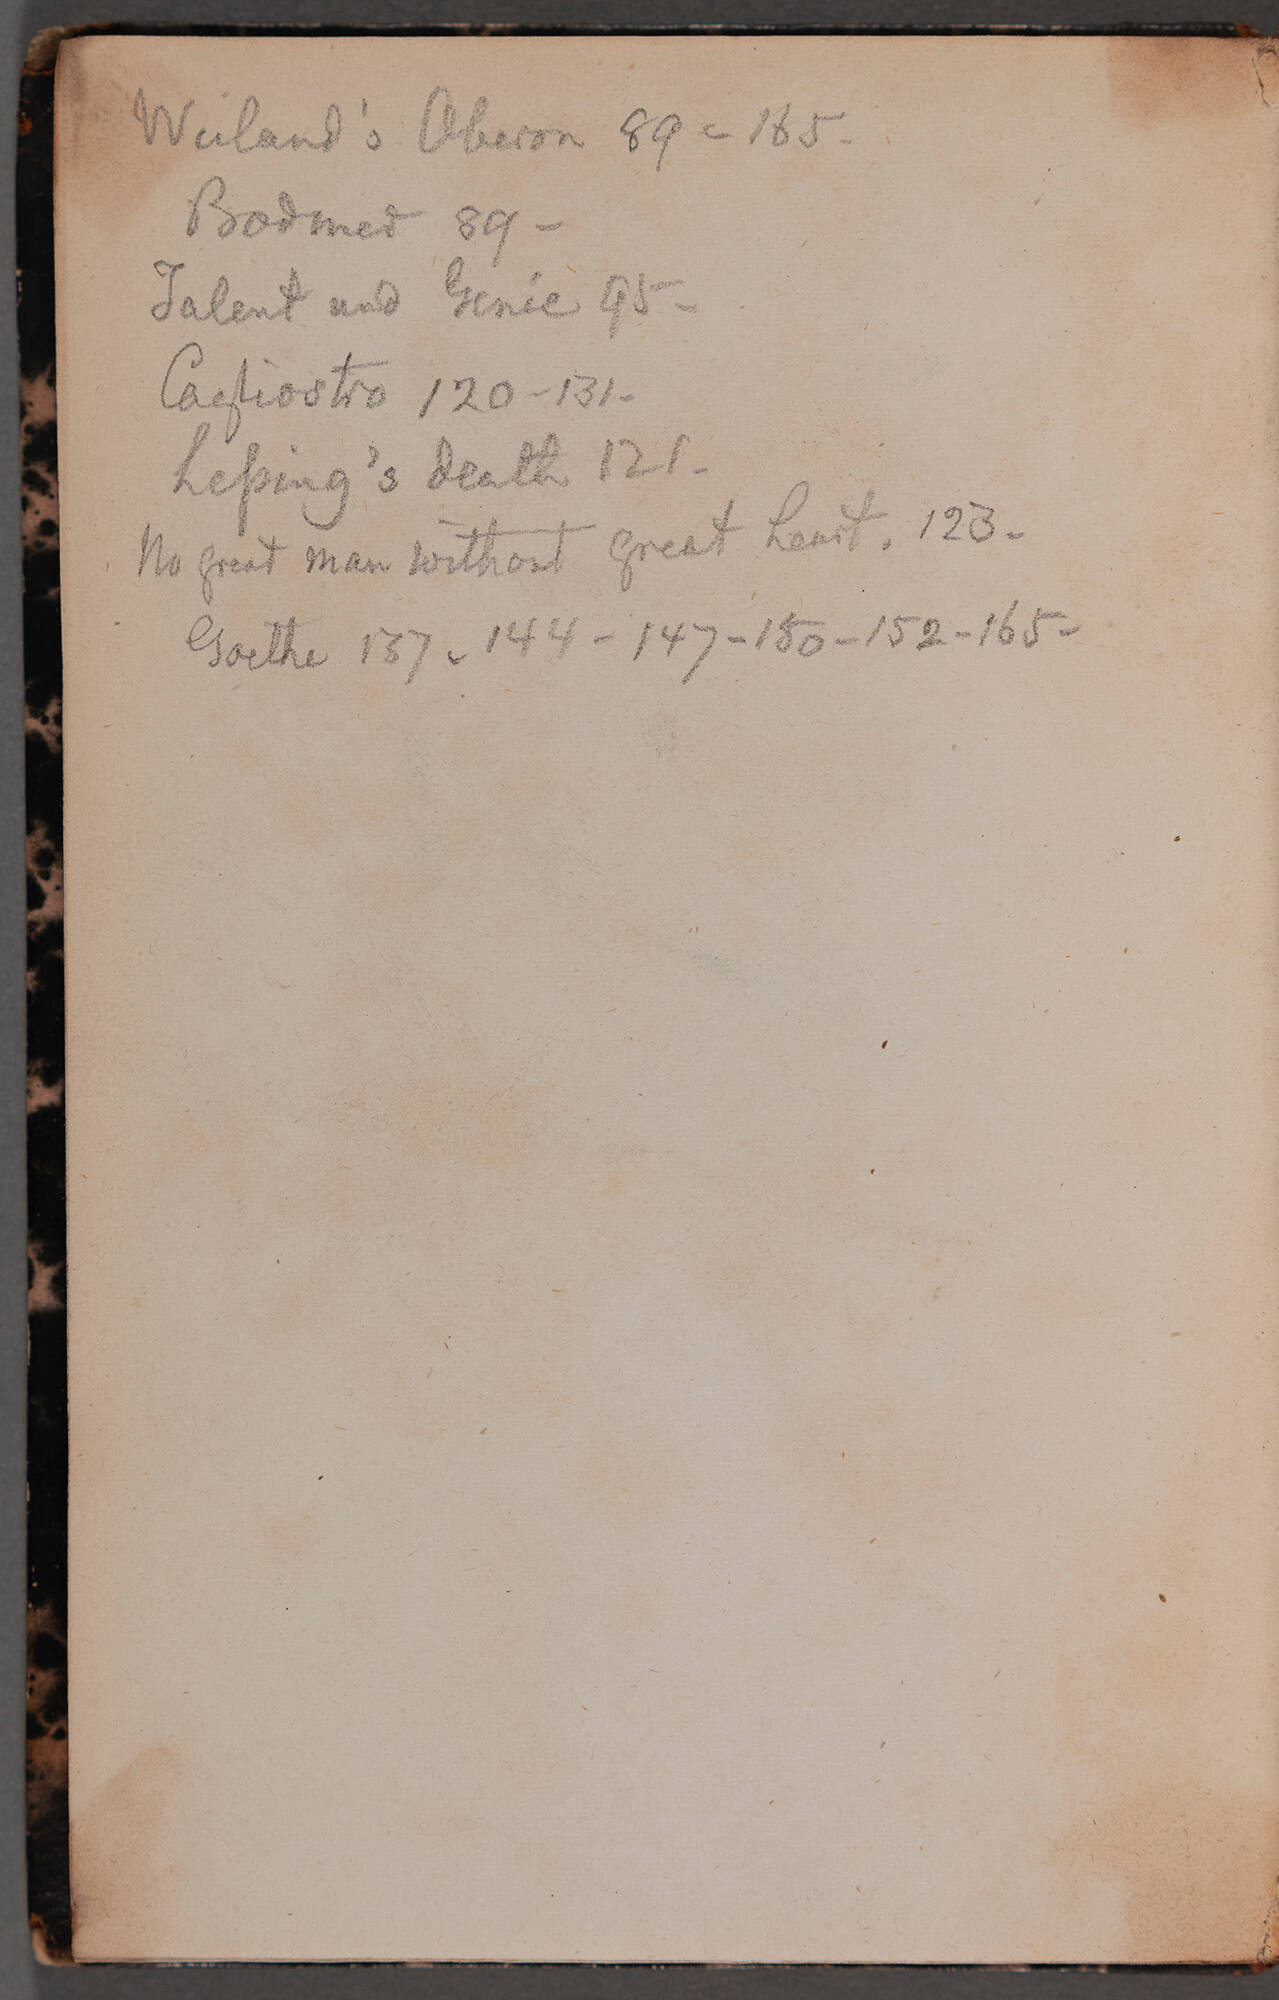 Weiland's Oberon 89 - 165 -
Bodmer 89 -
Talent und Genie 95 -
Cagliostro 120 - 131 -
Leßing's death 121 -
No great man without great heart. 123 -
Goethe 137 - 144 - 147 - 150 - 152 - 165 -